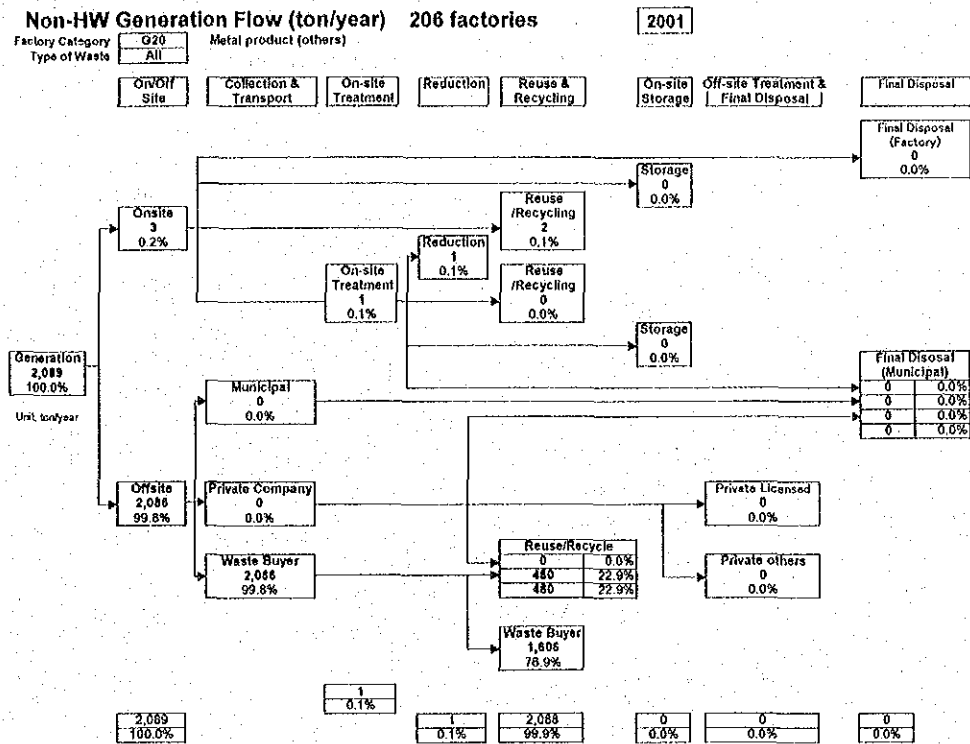 Non-HW Generation Flow (ton/year) 206 factories 2001
Factory Category G20 Metal product (others)
Type of Waste All
On/Off Site
Collection & Transport
On-site Treatment
Reduction
Reuse & Recycling
On-site Storage
Off-site Treatment & Final Disposal
Final Disposal
Final Disposal
(Factory)
0
0.0%
Storage
0
0.0%
Onsite
3
0.2%
Reuse
/Recycling
2
0.1%
Reduction
1
0.1%
On-site
Treatment
1
0.1%
Reuse
/Recycling
0
0.0%
Storage
0
0.0%
Generation
2,089
100.0%
Unit, ton/year
Municipal
0
0.0%
Final Disosal
(Municipal)
0 0.0%
0 0.0%
0 0.0%
0 0.0%
Offsite
2,086
99.8%
Private Company
0
0.0%
Private Licensed
0
0.0%
Waste Buyer
2,086
99.8%
Reuse/Recycle
0 0.0%
480 22.9%
480 22.9%
Private others
0
0.0%
Waste Buyer
1,606
76.9%
1
0.1%
2,089
100.0%
1
0.1%
2,088
99.9%
0
0.0%
0
0.0%
0
0.0%